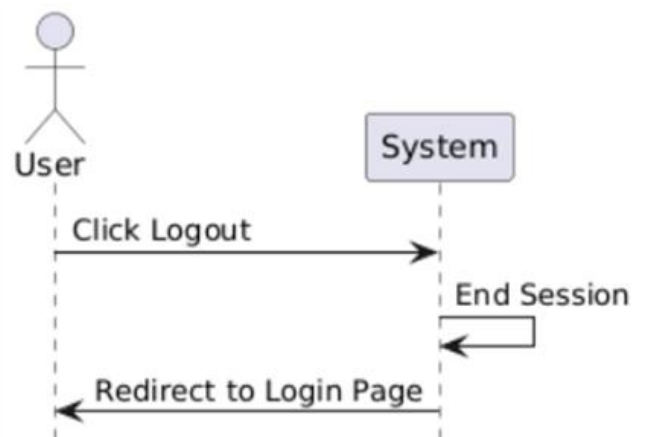 User
System
Click Logout
End Session
Redirect to Login Page